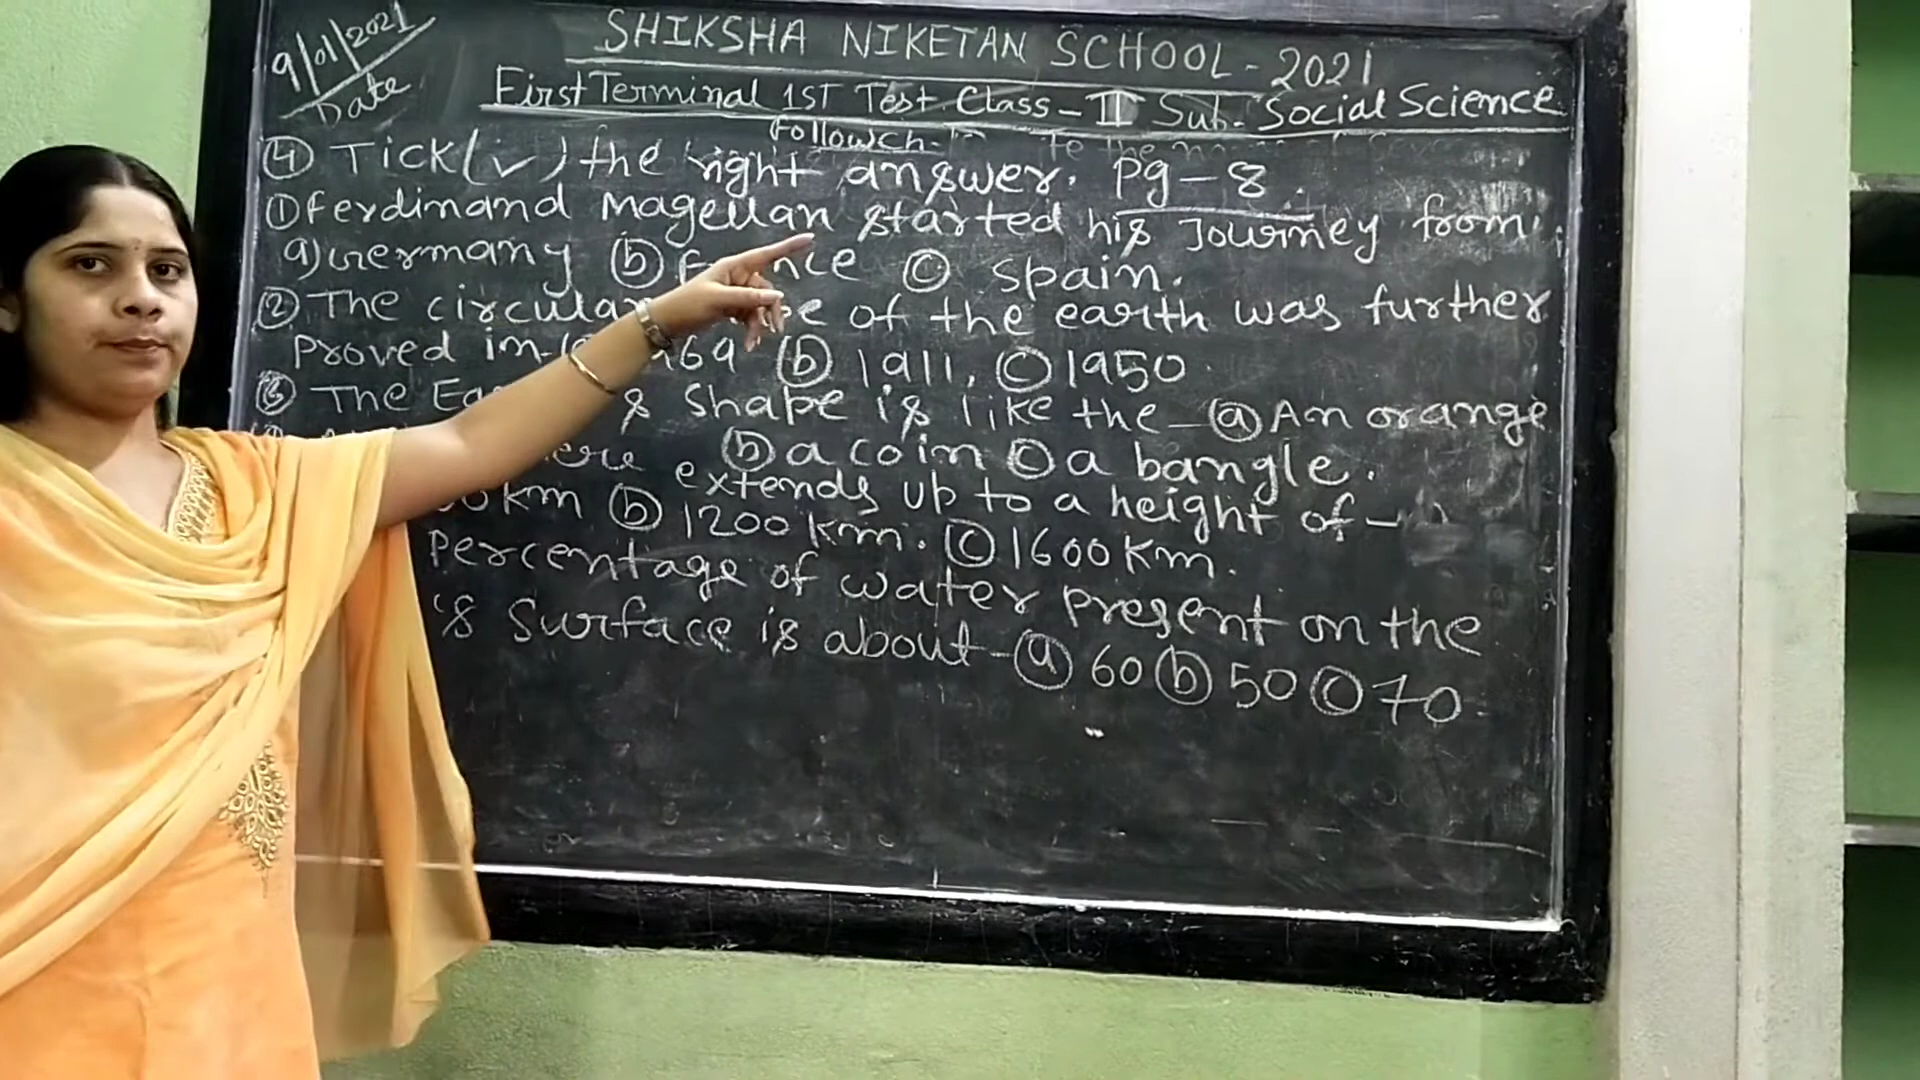 9/01/2021
Date
SHIKSHA NIKETAN SCHOOL - 2021
First Terminal 1ST Test Class - II Sub- Social Science
Follow ch-
④ Tick (✓) the right answer. Pg - 8
① Ferdinand Magellan started his Journey from
a) Germany ⓑ ⓒ Spain.
② The circular of the earth was further
Proved in- ⓑ 1911, ⓒ 1950
③ The shape is like the - ⓐ An orange
ⓑ a coin ⓒ a bangle.
extends up to a height of -
km ⓑ 1200 km. ⓒ 1600 km.
Percentage of water present on the
's surface is about - ⓐ 60 ⓑ 50 ⓒ 70